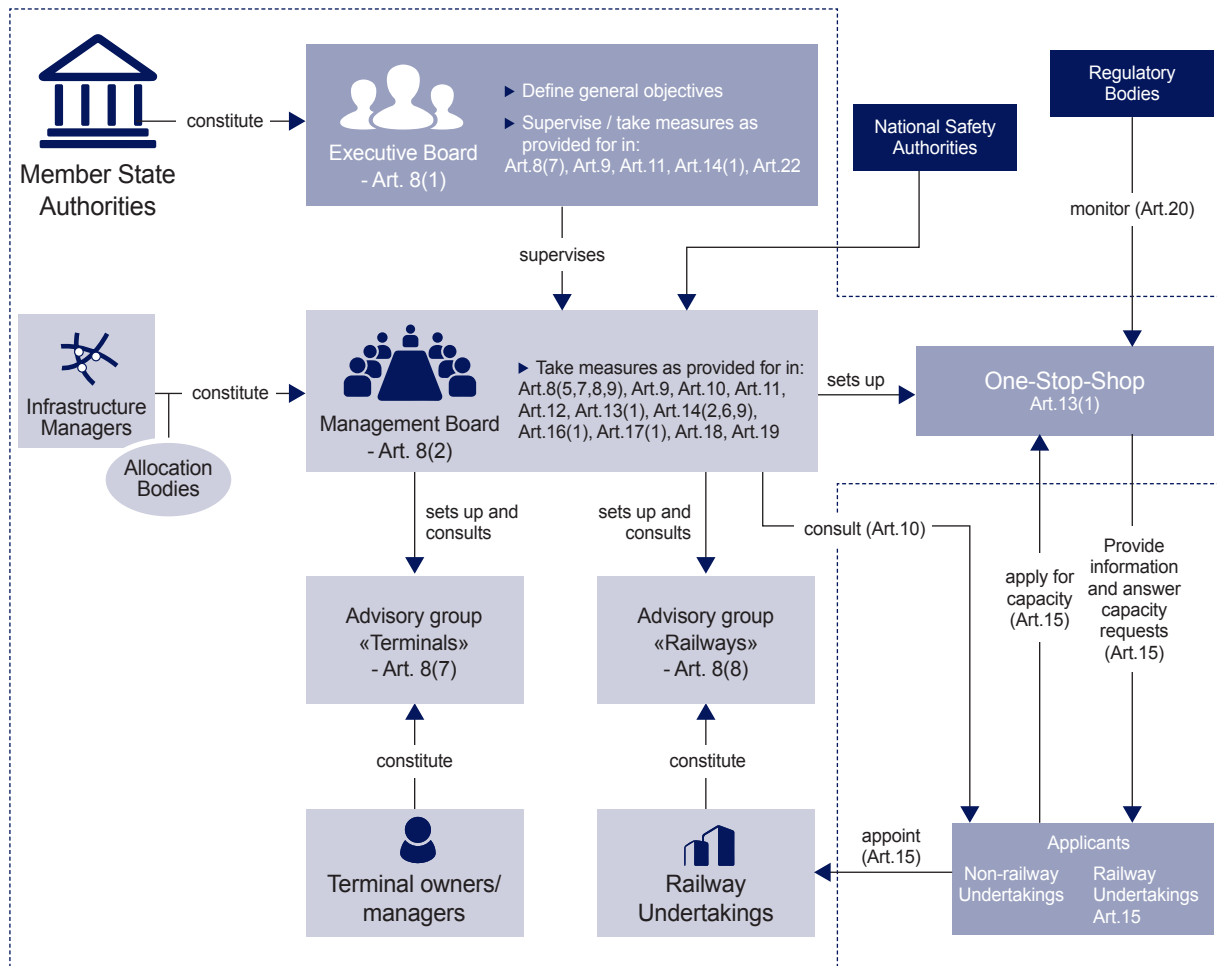 Member State
Authorities
constitute
Executive Board
- Art. 8(1)
► Define general objectives
► Supervise / take measures as
provided for in:
Art.8(7), Art.9, Art.11, Art.14(1), Art.22
National Safety
Authorities
Regulatory
Bodies
monitor (Art.20)
supervises
Infrastructure
Managers
Allocation
Bodies
constitute
Management Board
- Art. 8(2)
► Take measures as provided for in:
Art.8(5,7,8,9), Art.9, Art.10, Art.11,
Art.12, Art.13(1), Art.14(2,6,9),
Art.16(1), Art.17(1), Art.18, Art.19
sets up
One-Stop-Shop
Art.13(1)
sets up and
consults
sets up and
consults
consult (Art.10)
apply for
capacity
(Art.15)
Provide
information
and answer
capacity
requests
(Art.15)
Advisory group
«Terminals»
- Art. 8(7)
Advisory group
«Railways»
- Art. 8(8)
constitute
constitute
Terminal owners/
managers
Railway
Undertakings
appoint
(Art.15)
Applicants
Non-railway
Undertakings
Railway
Undertakings
Art.15